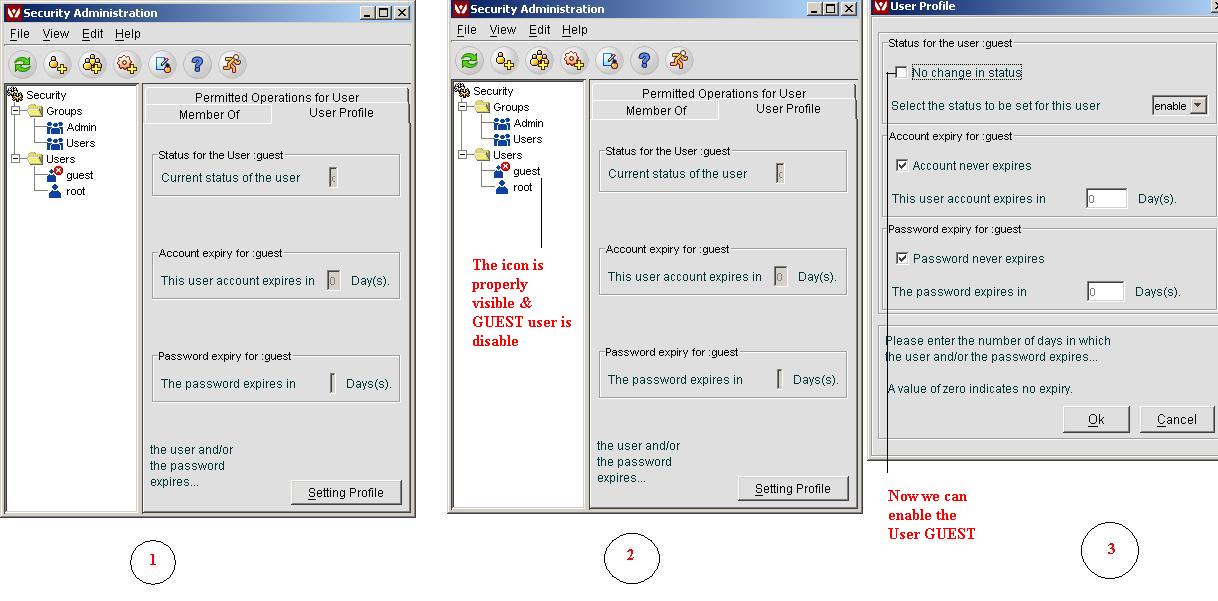 Security Administration
File View Edit Help
Security
Groups
Admin
Users
Users
guest
root
Permitted Operations for User
Member Of
User Profile
Status for the User :guest
Current status of the user
Account expiry for :guest
This user account expires in 0 Day(s).
Password expiry for :guest
The password expires in Days(s).
the user and/or
the password
expires...
Setting Profile
1
Security Administration
File View Edit Help
Security
Groups
Admin
Users
Users
guest
root
Permitted Operations for User
Member Of
User Profile
Status for the User :guest
Current status of the user
Account expiry for :guest
This user account expires in 0 Day(s).
Password expiry for :guest
The password expires in Days(s).
the user and/or
the password
expires...
Setting Profile
The icon is
properly
visible &
GUEST user is
disable
2
User Profile
Status for the user :guest
No change in status
Select the status to be set for this user enable
Account expiry for :guest
Account never expires
This user account expires in 0 Day(s).
Password expiry for :guest
Password never expires
The password expires in 0 Days(s).
Please enter the number of days in which
the user and/or the password expires...
A value of zero indicates no expiry.
Ok Cancel
Now we can
enable the
User GUEST
3